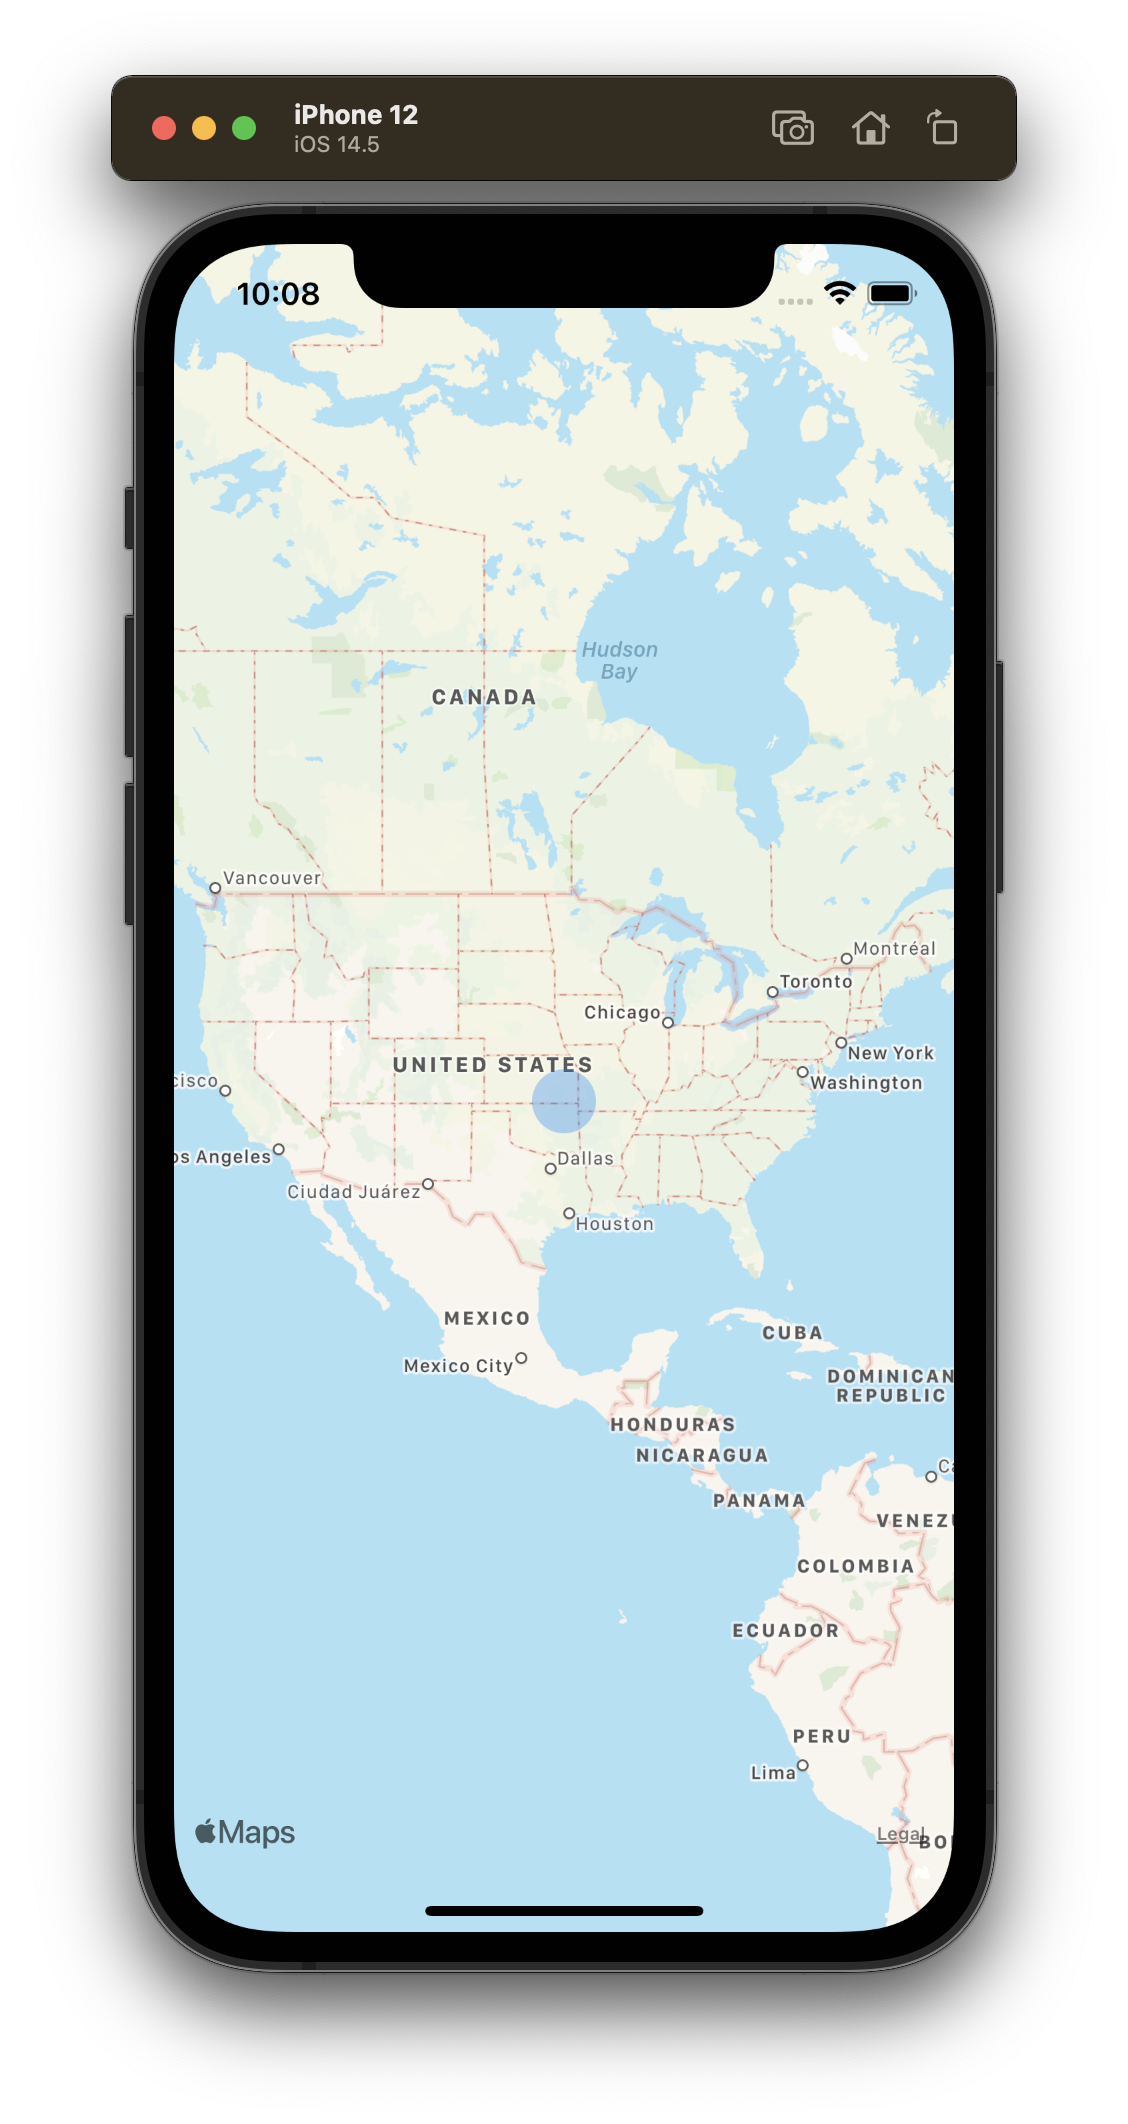 iPhone 12
iOS 14.5
10:08
Hudson
Bay
CANADA
Vancouver
Montréal
Toronto
Chicago
New York
UNITED STATES
cisco
Washington
os Angeles
Dallas
Ciudad Juárez
Houston
MEXICO
CUBA
Mexico City
DOMINICAN
REPUBLIC
HONDURAS
NICARAGUA
Ca
PANAMA
VENEZU
COLOMBIA
ECUADOR
PERU
Lima
Maps
Legal
BOL